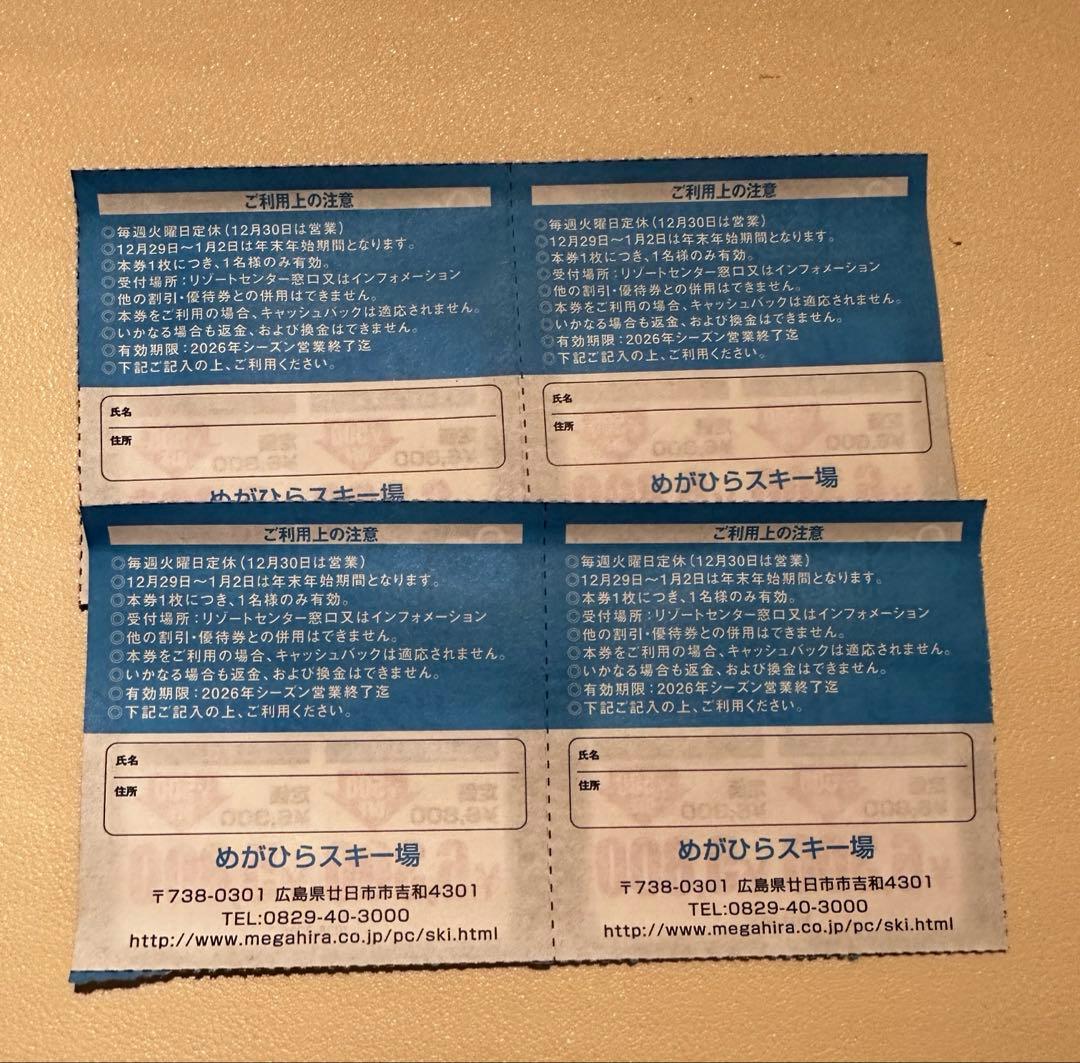 ご利用上の注意
◎毎週火曜日定休(12月30日は営業)
◎12月29日〜1月2日は年末年始期間となります。
◎本券1枚につき、1名様のみ有効。
◎受付場所:リゾートセンター窓口又はインフォメーション
◎他の割引・優待券との併用はできません。
◎本券をご利用の場合、キャッシュバックは適応されません。
◎いかなる場合も返金、および換金はできません。
◎有効期限:2026年シーズン営業終了迄
◎下記ご記入の上、ご利用ください。
氏名
住所
めがひらスキー場
ご利用上の注意
◎毎週火曜日定休(12月30日は営業)
◎12月29日〜1月2日は年末年始期間となります。
◎本券1枚につき、1名様のみ有効。
◎受付場所:リゾートセンター窓口又はインフォメーション
◎他の割引・優待券との併用はできません。
◎本券をご利用の場合、キャッシュバックは適応されません。
◎いかなる場合も返金、および換金はできません。
◎有効期限:2026年シーズン営業終了迄
◎下記ご記入の上、ご利用ください。
氏名
住所
めがひらスキー場
ご利用上の注意
◎毎週火曜日定休(12月30日は営業)
◎12月29日〜1月2日は年末年始期間となります。
◎本券1枚につき、1名様のみ有効。
◎受付場所:リゾートセンター窓口又はインフォメーション
◎他の割引・優待券との併用はできません。
◎本券をご利用の場合、キャッシュバックは適応されません。
◎いかなる場合も返金、および換金はできません。
◎有効期限:2026年シーズン営業終了迄
◎下記ご記入の上、ご利用ください。
氏名
住所
めがひらスキー場
〒738-0301 広島県廿日市市吉和4301
TEL:0829-40-3000
http://www.megahira.co.jp/pc/ski.html
ご利用上の注意
◎毎週火曜日定休(12月30日は営業)
◎12月29日〜1月2日は年末年始期間となります。
◎本券1枚につき、1名様のみ有効。
◎受付場所:リゾートセンター窓口又はインフォメーション
◎他の割引・優待券との併用はできません。
◎本券をご利用の場合、キャッシュバックは適応されません。
◎いかなる場合も返金、および換金はできません。
◎有効期限:2026年シーズン営業終了迄
◎下記ご記入の上、ご利用ください。
氏名
住所
めがひらスキー場
〒738-0301 広島県廿日市市吉和4301
TEL:0829-40-3000
http://www.megahira.co.jp/pc/ski.html